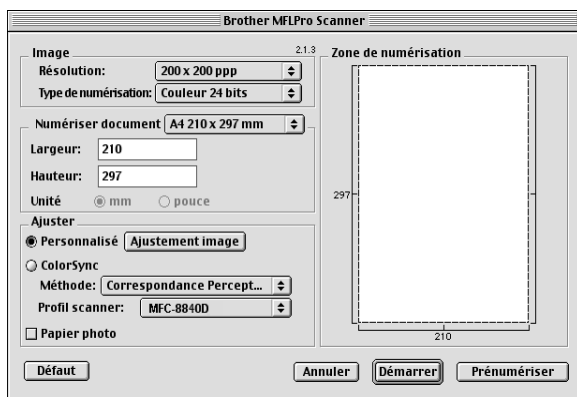 Brother MFLPro Scanner
Image
2.1.3
Résolution: 200 x 200 ppp
Type de numérisation: Couleur 24 bits
Numériser document A4 210 x 297 mm
Largeur: 210
Hauteur: 297
Unité mm pouce
Ajuster
Personnalisé Ajustement image
ColorSync
Méthode: Correspondance Percept...
Profil scanner: MFC-8840D
Papier photo
Zone de numérisation
297
210
Défaut
Annuler Démarrer Prénumériser